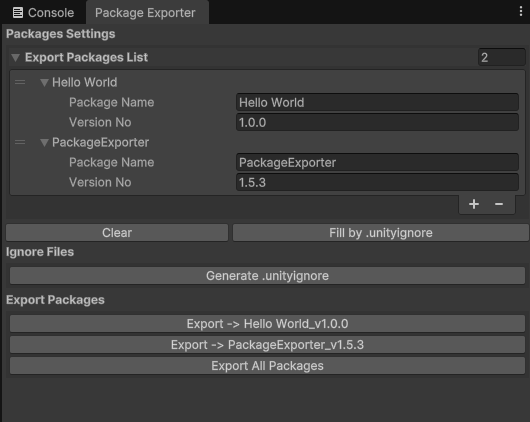 Console Package Exporter
Packages Settings
Export Packages List 2
Hello World
Package Name Hello World
Version No 1.0.0
PackageExporter
Package Name PackageExporter
Version No 1.5.3
+ −
Clear Fill by .unityignore
Ignore Files
Generate .unityignore
Export Packages
Export -> Hello World_v1.0.0
Export -> PackageExporter_v1.5.3
Export All Packages